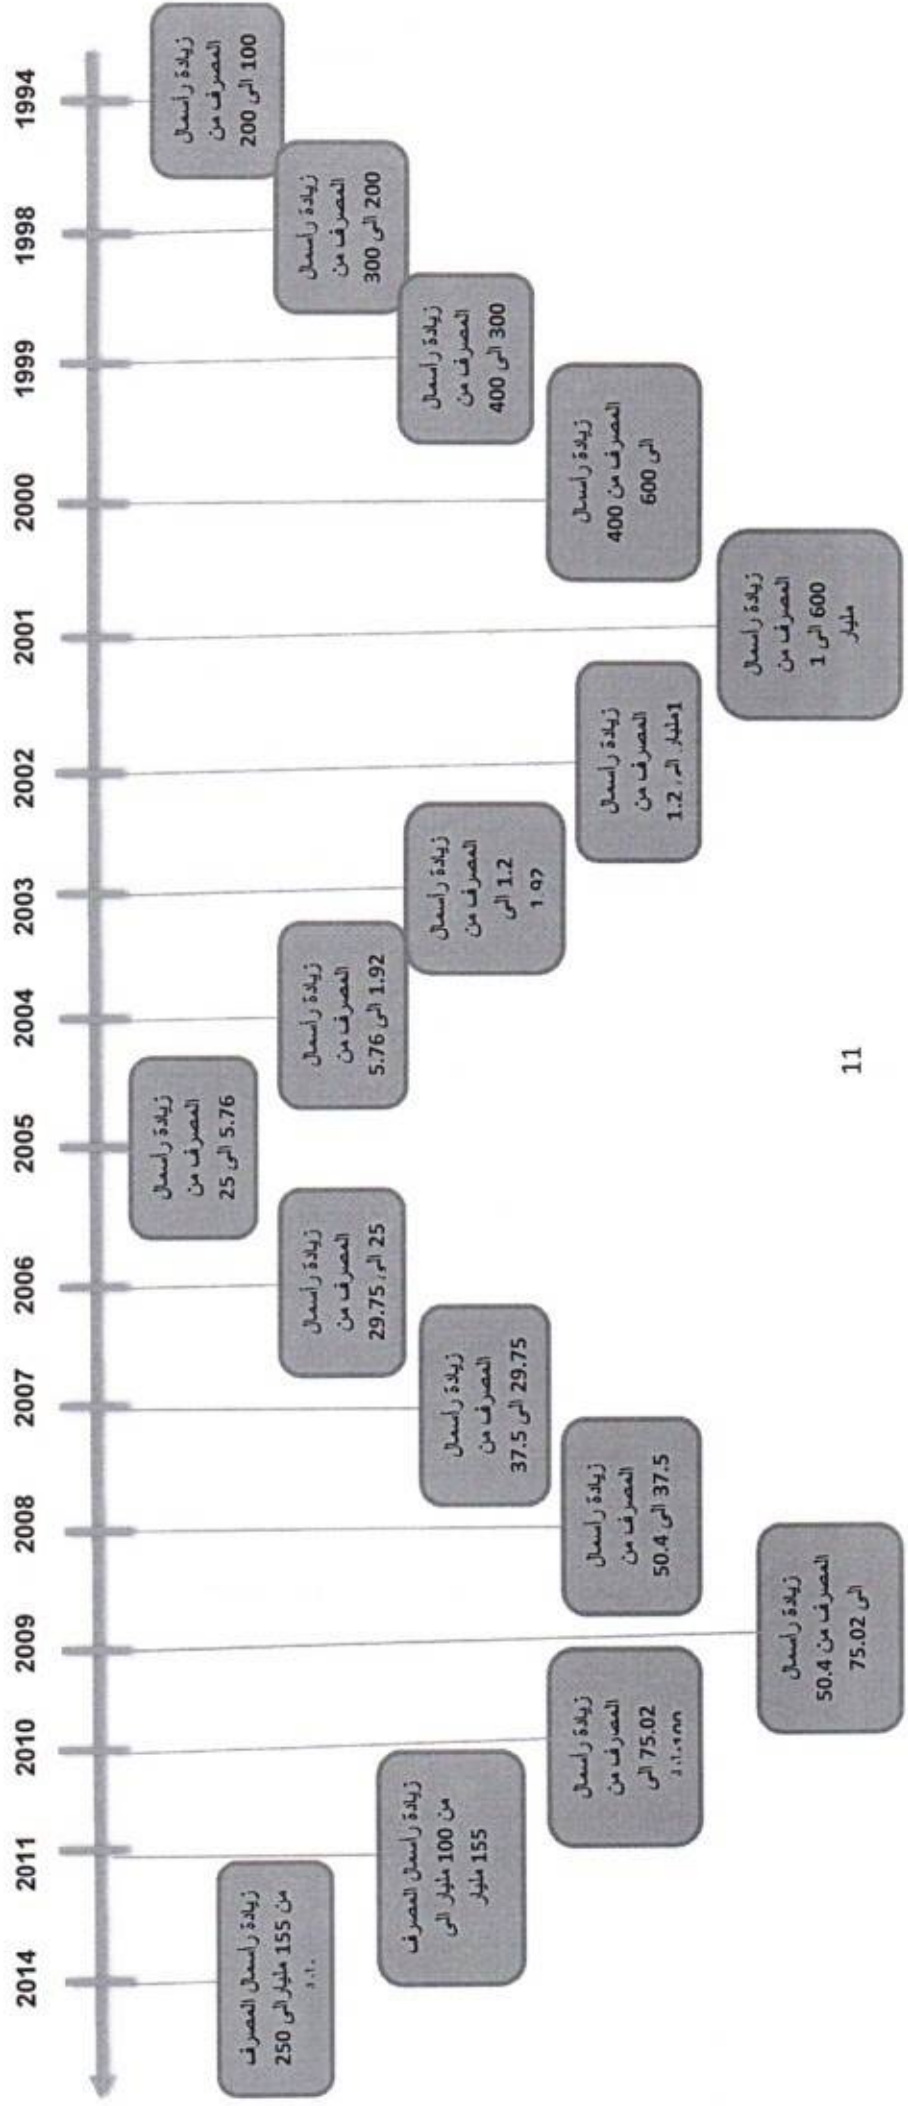 1994
1998
1999
2000
2001
2002
2003
2004
2005
2006
2007
2008
2009
2010
2011
2014
زيادة راسمال
المصرف من
100 الى 200
زيادة راسمال
المصرف من
200 الى 300
زيادة راسمال
المصرف من
300 الى 400
زيادة راسمال
المصرف من 400
الى 600
زيادة راسمال
المصرف من
600 الى 1
مليار
زيادة راسمال
المصرف من
1مليار الى 1.2
زيادة راسمال
المصرف من
1.2 الى
1.92
زيادة راسمال
المصرف من
1.92 الى 5.76
زيادة راسمال
المصرف من
5.76 الى 25
زيادة راسمال
المصرف من
25 الى 29.75
زيادة راسمال
المصرف من
29.75 الى 37.5
زيادة راسمال
المصرف من
37.5 الى 50.4
زيادة راسمال
المصرف من 50.4
الى 75.02
زيادة راسمال
المصارف من
75.02 الى
زيادة راسمال المصرف
من 100 مليار الى
155 مليار
زيادة راسمال المصرف
من 155 مليار الى 250
11